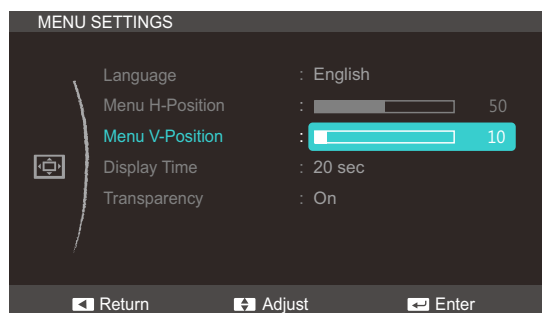 MENU SETTINGS
Language : English
Menu H-Position : 50
Menu V-Position : 10
Display Time : 20 sec
Transparency : On
Return Adjust Enter